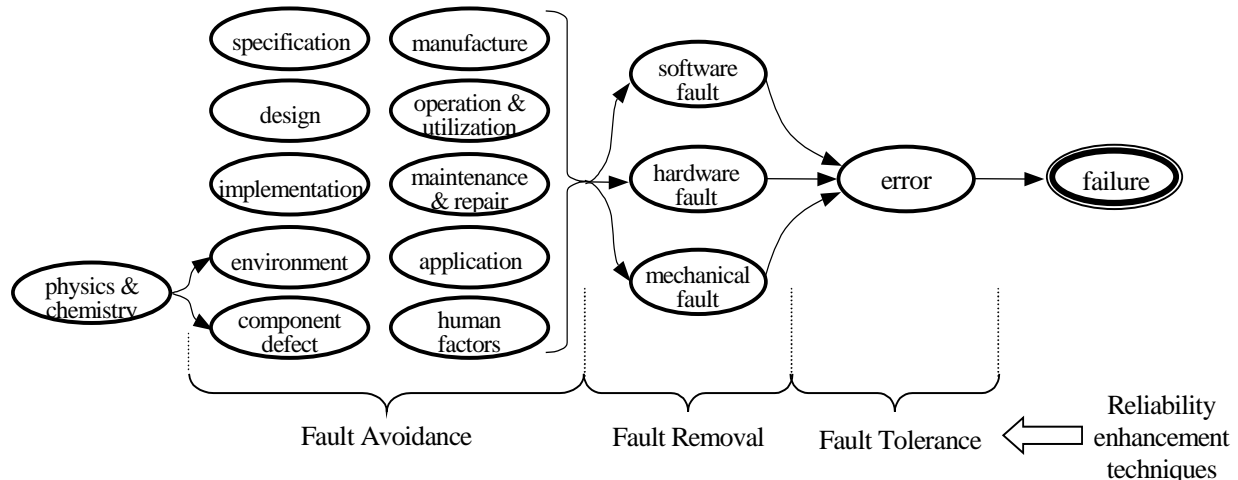 specification
manufacture
design
operation &
utilization
implementation
maintenance
& repair
environment
application
physics &
chemistry
component
defect
human
factors
software
fault
hardware
fault
mechanical
fault
error
failure
Fault Avoidance
Fault Removal
Fault Tolerance
Reliability
enhancement
techniques